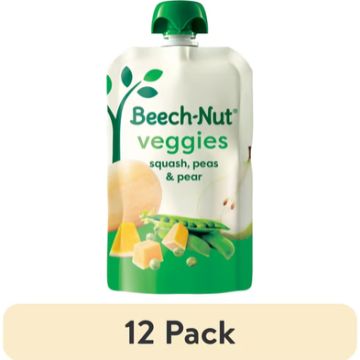 Beech-Nut®
veggies
squash, peas
& pear
12 Pack